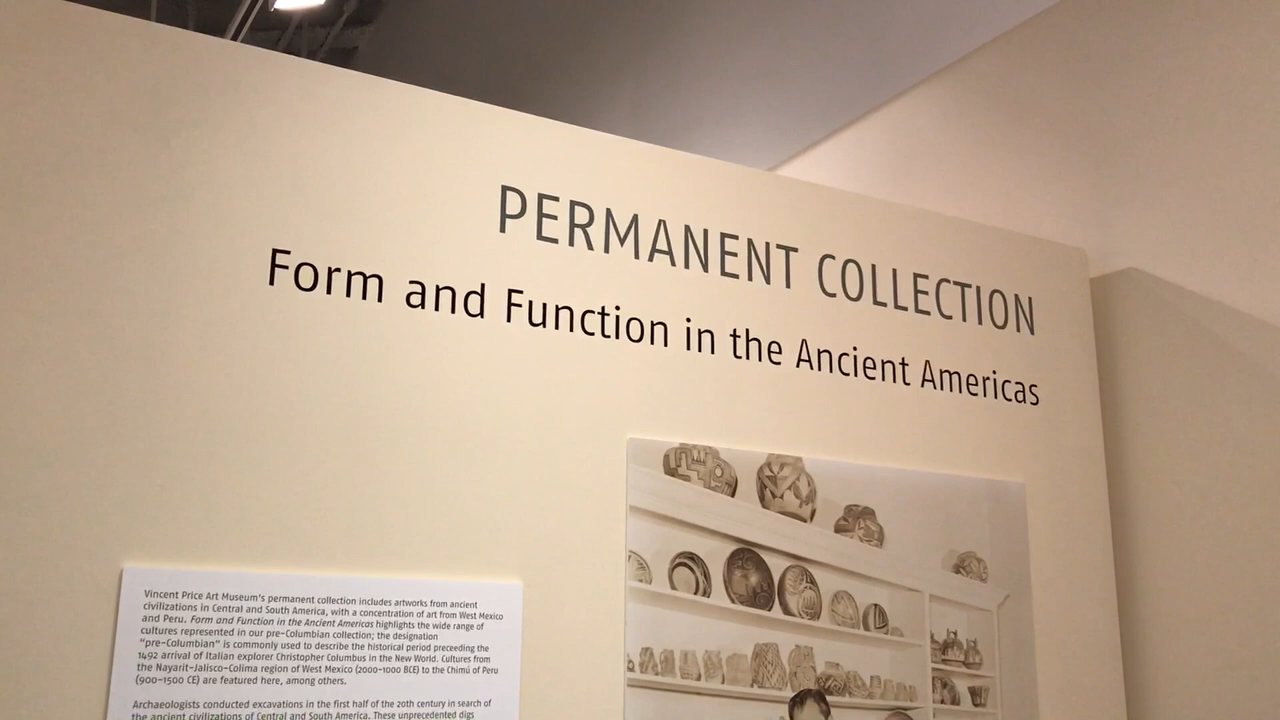 PERMANENT COLLECTION
Form and Function in the Ancient Americas
Vincent Price Art Museum's permanent collection includes artworks from ancient
civilizations in Central and South America, with a concentration of art from West Mexico
and Peru. Form and Function in the Ancient Americas highlights the wide range of
cultures represented in our pre-Columbian collection; the designation
"pre-Columbian" is commonly used to describe the historical period preceeding the
1492 arrival of Italian explorer Christopher Columbus in the New World. Cultures from
the Nayarit-Jalisco-Colima region of West Mexico (2000-1000 BCE) to the Chimú of Peru
(900-1500 CE) are featured here, among others.
Archaeologists conducted excavations in the first half of the 20th century in search of
the ancient civilizations of Central and South America. These unprecedented digs